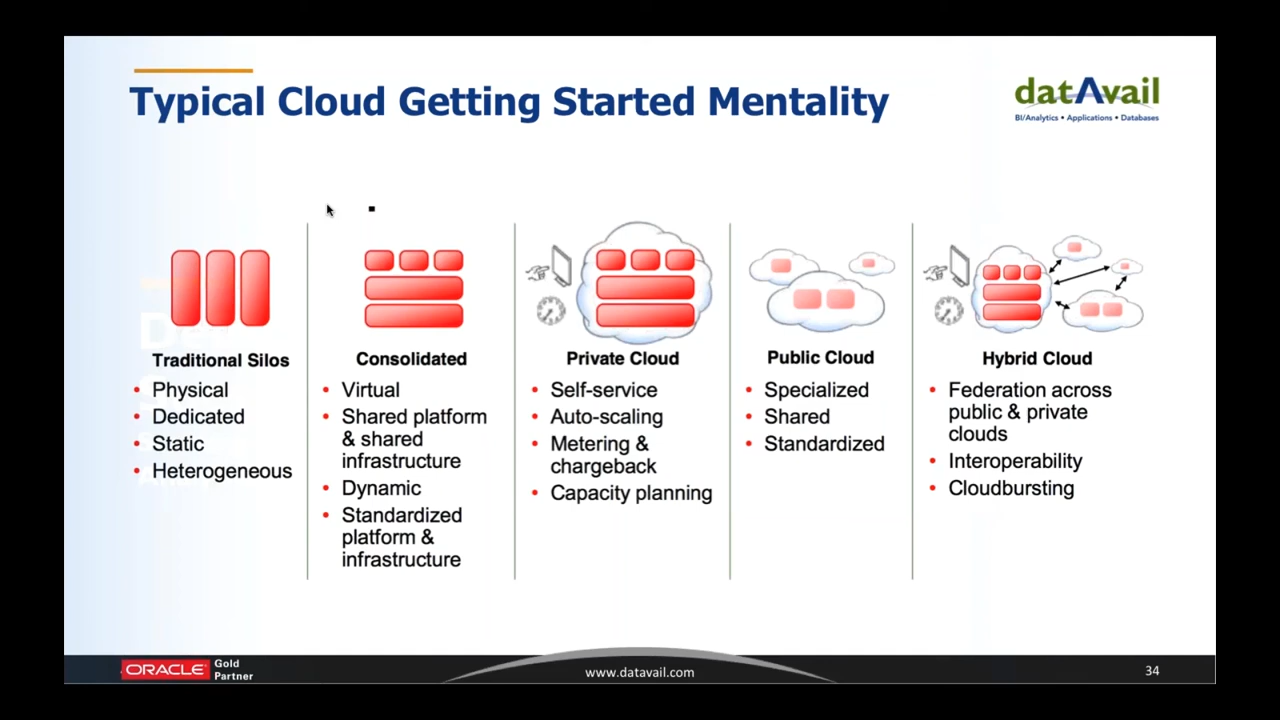 Typical Cloud Getting Started Mentality
datAvail
BI/Analytics • Applications • Databases
Traditional Silos
• Physical
• Dedicated
• Static
• Heterogeneous
Consolidated
• Virtual
• Shared platform
& shared
infrastructure
• Dynamic
• Standardized
platform &
infrastructure
Private Cloud
• Self-service
• Auto-scaling
• Metering &
chargeback
• Capacity planning
Public Cloud
• Specialized
• Shared
• Standardized
Hybrid Cloud
• Federation across
public & private
clouds
• Interoperability
• Cloudbursting
ORACLE Gold
Partner
www.datavail.com
34